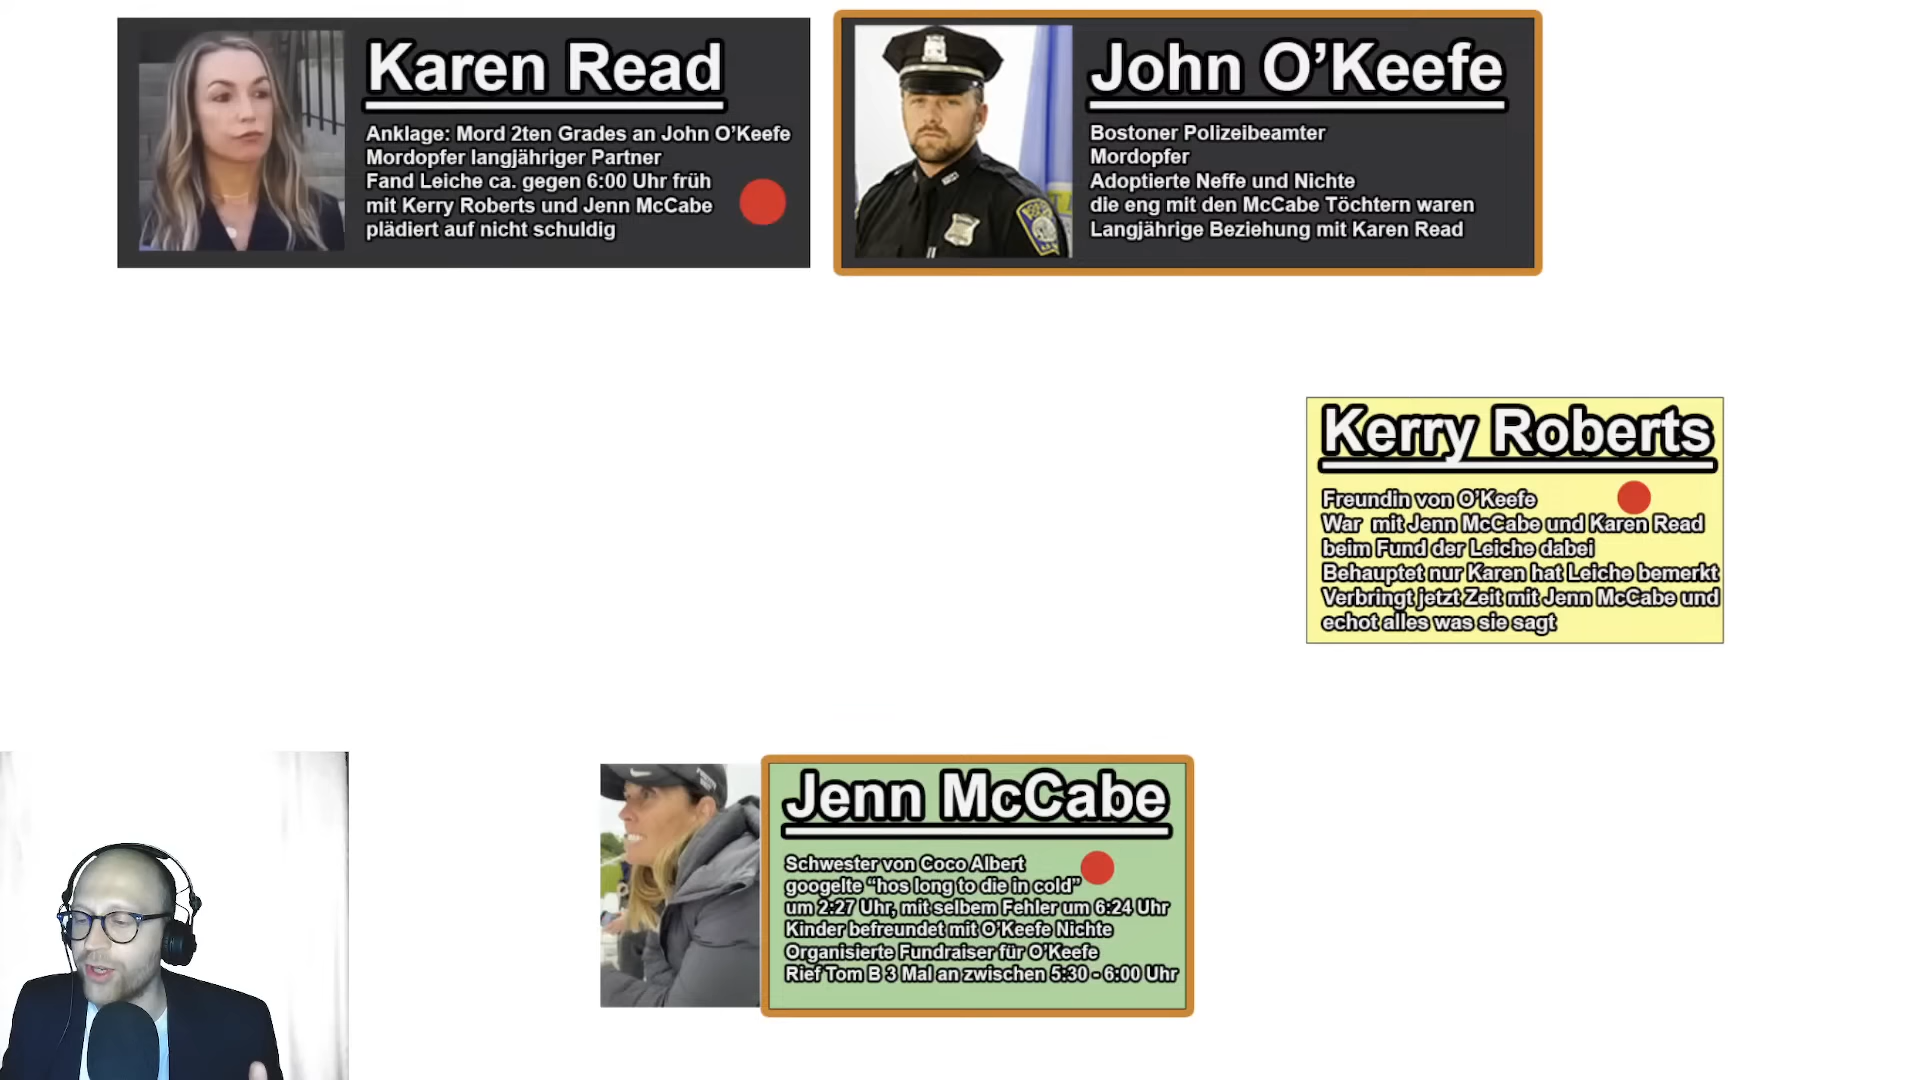 Karen Read
Anklage: Mord 2ten Grades an John O'Keefe
Mordopfer langjähriger Partner
Fand Leiche ca. gegen 6:00 Uhr früh
mit Kerry Roberts und Jenn McCabe
plädiert auf nicht schuldig
John O'Keefe
Bostoner Polizeibeamter
Mordopfer
Adoptierte Neffe und Nichte
die eng mit den McCabe Töchtern waren
Langjährige Beziehung mit Karen Read
Kerry Roberts
Freundin von O'Keefe
War mit Jenn McCabe und Karen Read
beim Fund der Leiche dabei
Behauptet nur Karen hat Leiche bemerkt
Verbringt jetzt Zeit mit Jenn McCabe und
echot alles was sie sagt
Jenn McCabe
Schwester von Coco Albert
googelte "hos long to die in cold"
um 2:27 Uhr, mit selbem Fehler um 6:24 Uhr
Kinder befreundet mit O'Keefe Nichte
Organisierte Fundraiser für O'Keefe
Rief Tom B 3 Mal an zwischen 5:30 - 6:00 Uhr